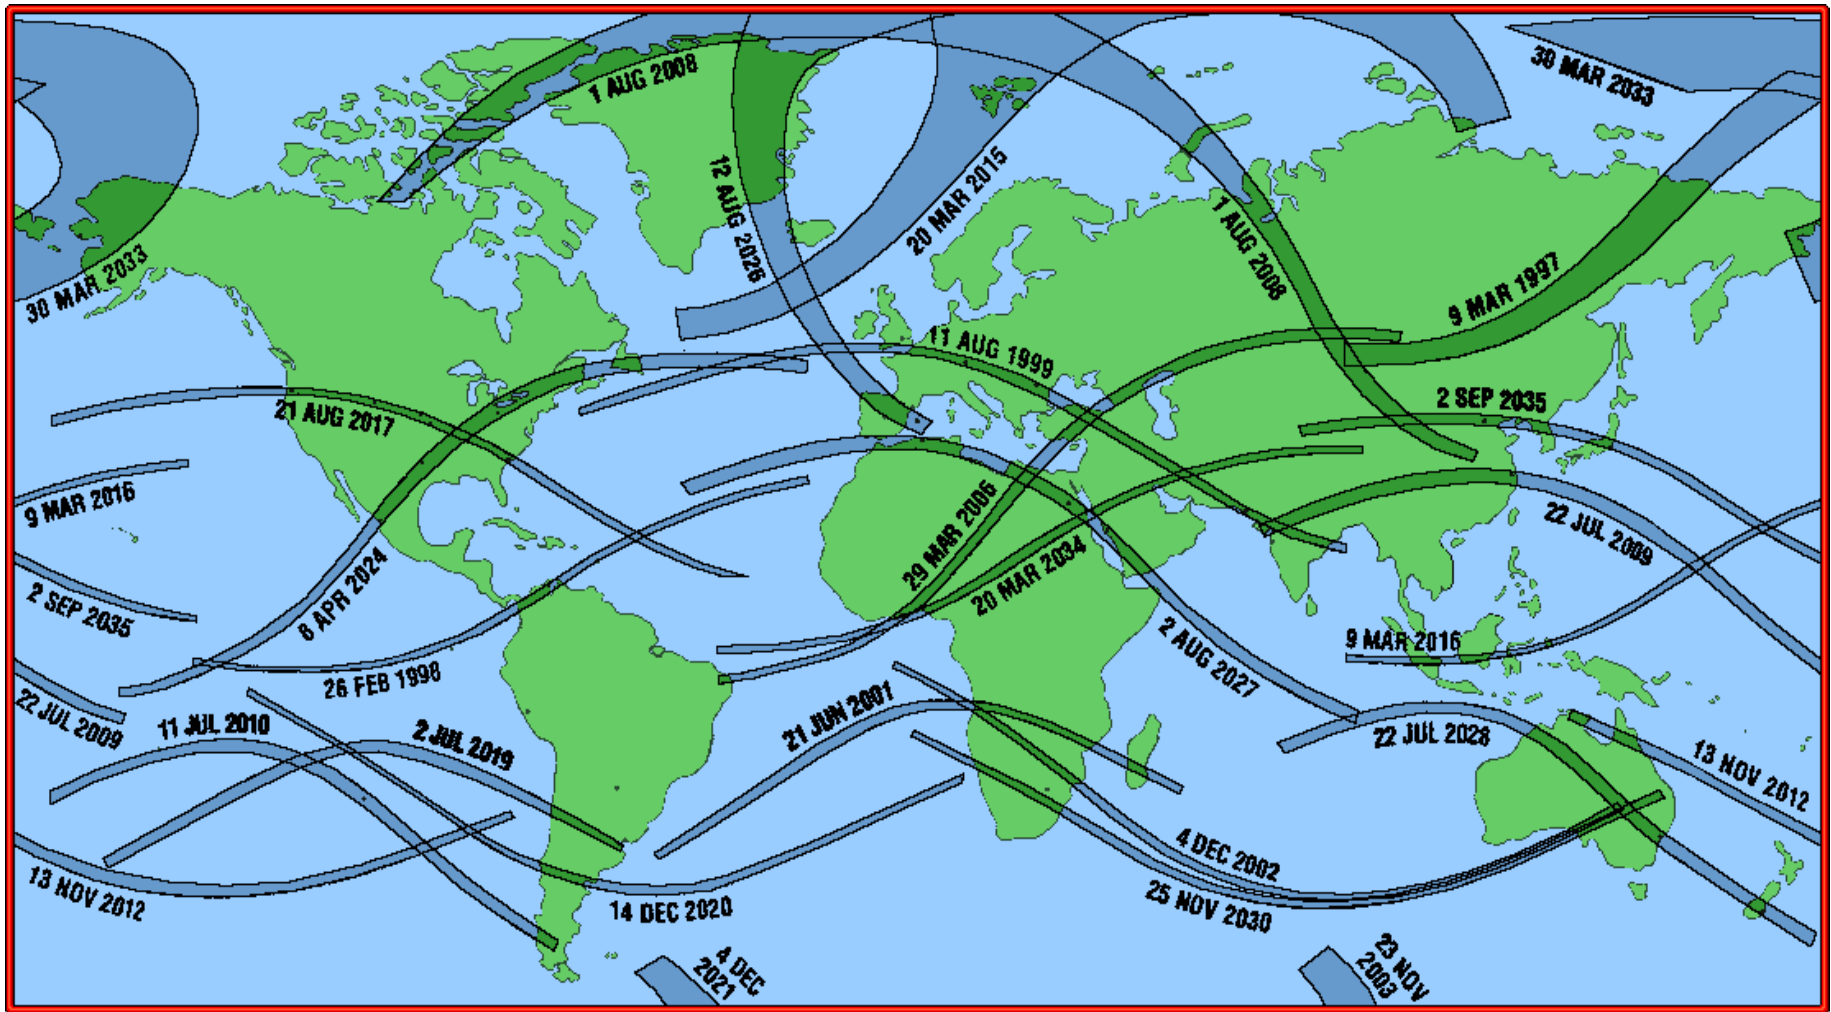 1 AUG 2008
30 MAR 2033
12 AUG 2026
20 MAR 2015
1 AUG 2008
30 MAR 2033
9 MAR 1997
11 AUG 1999
21 AUG 2017
2 SEP 2035
9 MAR 2016
29 MAR 2006
22 JUL 2009
8 APR 2024
20 MAR 2034
2 SEP 2035
9 MAR 2016
26 FEB 1998
2 AUG 2027
22 JUL 2009
11 JUL 2010
2 JUL 2019
21 JUN 2001
22 JUL 2028
13 NOV 2012
13 NOV 2012
14 DEC 2020
4 DEC 2002
25 NOV 2030
4 DEC
2021
23 NOV
2003